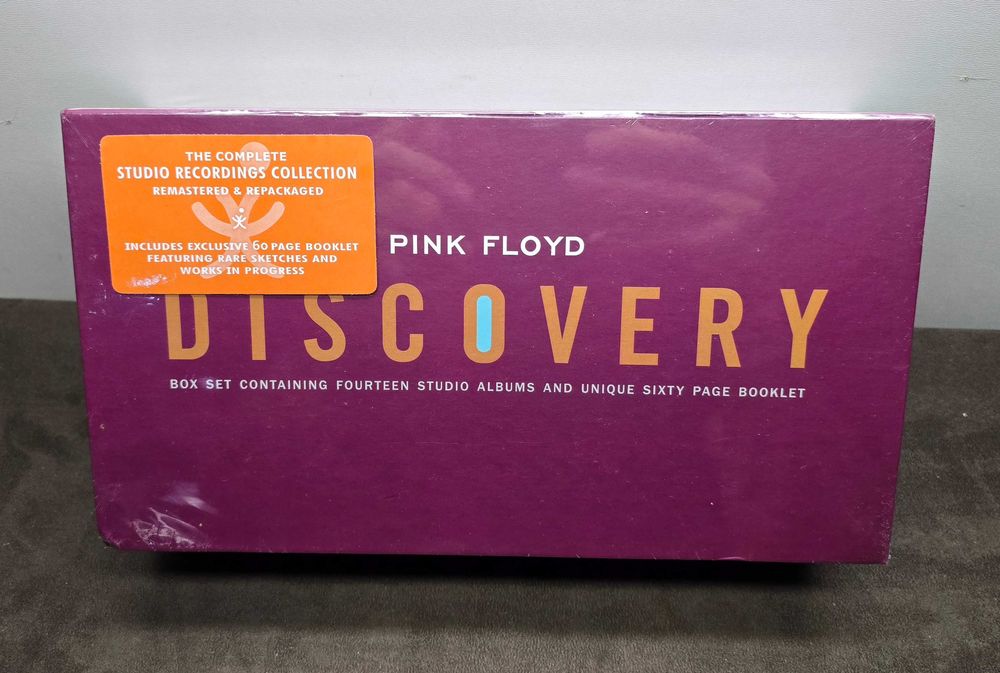 THE COMPLETE
STUDIO RECORDINGS COLLECTION
REMASTERED & REPACKAGED
INCLUDES EXCLUSIVE 60 PAGE BOOKLET
FEATURING RARE SKETCHES AND
WORKS IN PROGRESS
PINK FLOYD
DISCOVERY
BOX SET CONTAINING FOURTEEN STUDIO ALBUMS AND UNIQUE SIXTY PAGE BOOKLET